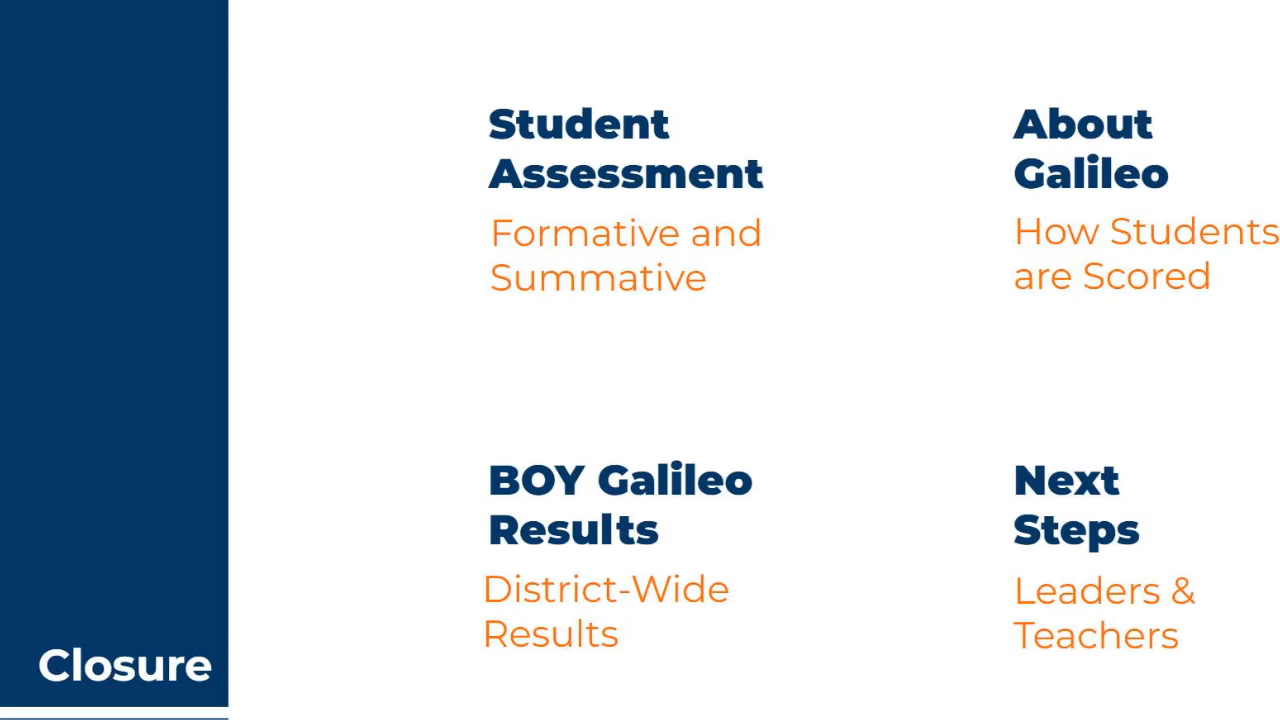 Student
Assessment
Formative and
Summative
About
Galileo
How Students
are Scored
BOY Galileo
Results
District-Wide
Results
Next
Steps
Leaders &
Teachers
Closure